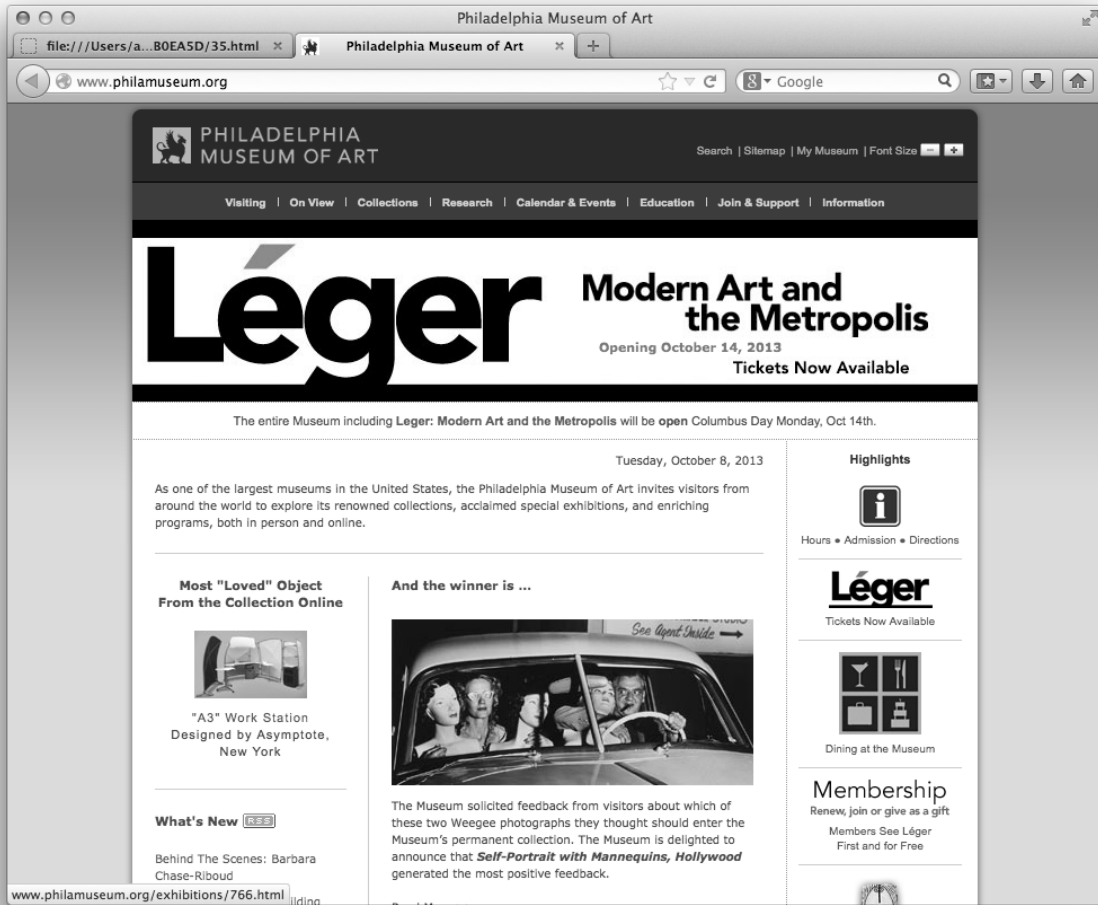 Philadelphia Museum of Art
file:///Users/a...B0EA5D/35.html
Philadelphia Museum of Art
www.philamuseum.org
Google
PHILADELPHIA
MUSEUM OF ART
Search | Sitemap | My Museum | Font Size - +
Visiting | On View | Collections | Research | Calendar & Events | Education | Join & Support | Information
Léger
Modern Art and
the Metropolis
Opening October 14, 2013
Tickets Now Available
The entire Museum including Leger: Modern Art and the Metropolis will be open Columbus Day Monday, Oct 14th.
Tuesday, October 8, 2013
As one of the largest museums in the United States, the Philadelphia Museum of Art invites visitors from
around the world to explore its renowned collections, acclaimed special exhibitions, and enriching
programs, both in person and online.
Most "Loved" Object
From the Collection Online
"A3" Work Station
Designed by Asymptote,
New York
What's New RSS
Behind The Scenes: Barbara
Chase-Riboud
And the winner is ...
See Agent Inside
The Museum solicited feedback from visitors about which of
these two Weegee photographs they thought should enter the
Museum's permanent collection. The Museum is delighted to
announce that Self-Portrait with Mannequins, Hollywood
generated the most positive feedback.
Highlights
i
Hours • Admission • Directions
Léger
Tickets Now Available
Dining at the Museum
Membership
Renew, join or give as a gift
Members See Léger
First and for Free
www.philamuseum.org/exhibitions/766.html